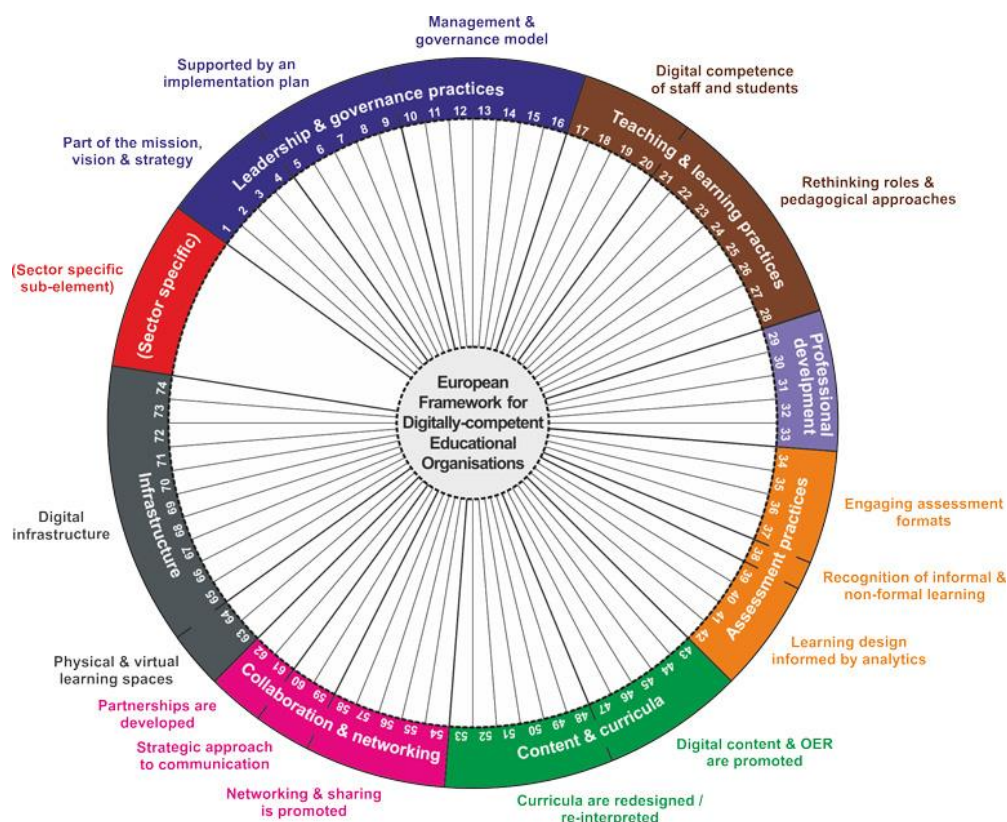 Management &
governance model
Supported by an
implementation plan
Digital competence
of staff and students
Part of the mission,
vision & strategy
Rethinking roles &
pedagogical approaches
(Sector specific
sub-element)
Leadership & governance practices
1 2 3 4 5 6 7 8 9 10 11 12 13 14 15 16
Teaching & learning practices
17 18 19 20 21 22 23 24 25 26 27 28
Professional
develpment
29 30 31 32 33
Assessment practices
34 35 36 37 38 39 40 41 42
Content & curricula
43 44 45 46 47 48 49 50 51 52 53
Collaboration & networking
54 55 56 57 58 59 60 61 62
Infrastructure
63 64 65 66 67 68 69 70 71 72 73 74
(Sector specific)
European
Framework for
Digitally-competent
Educational
Organisations
Engaging assessment
formats
Recognition of informal &
non-formal learning
Learning design
informed by analytics
Digital content & OER
are promoted
Curricula are redesigned /
re-interpreted
Networking & sharing
is promoted
Strategic approach
to communication
Partnerships are
developed
Physical & virtual
learning spaces
Digital
infrastructure